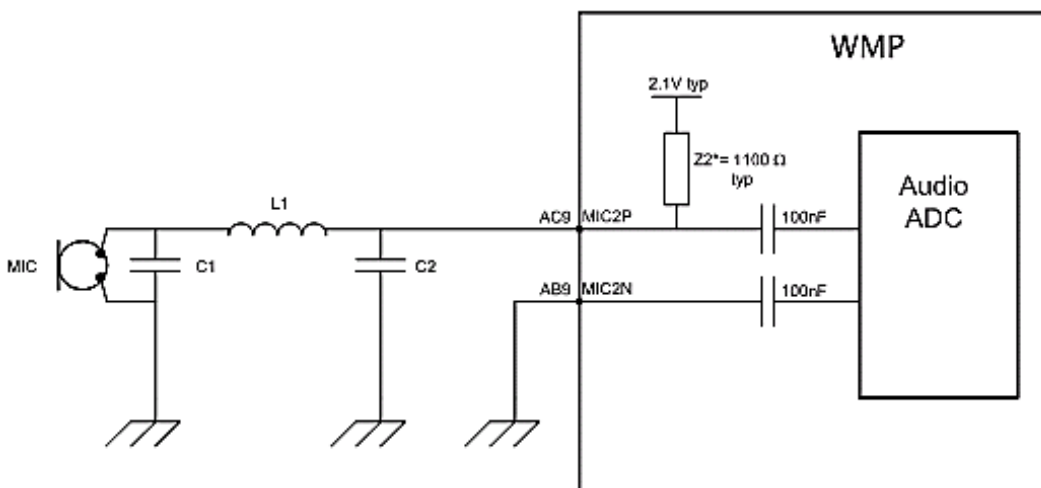 WMP
2.1V typ
Z2*= 1100 Ω
typ
Audio
ADC
L1
AC9 MIC2P
100nF
MIC
C1
C2
AB9 MIC2N
100nF